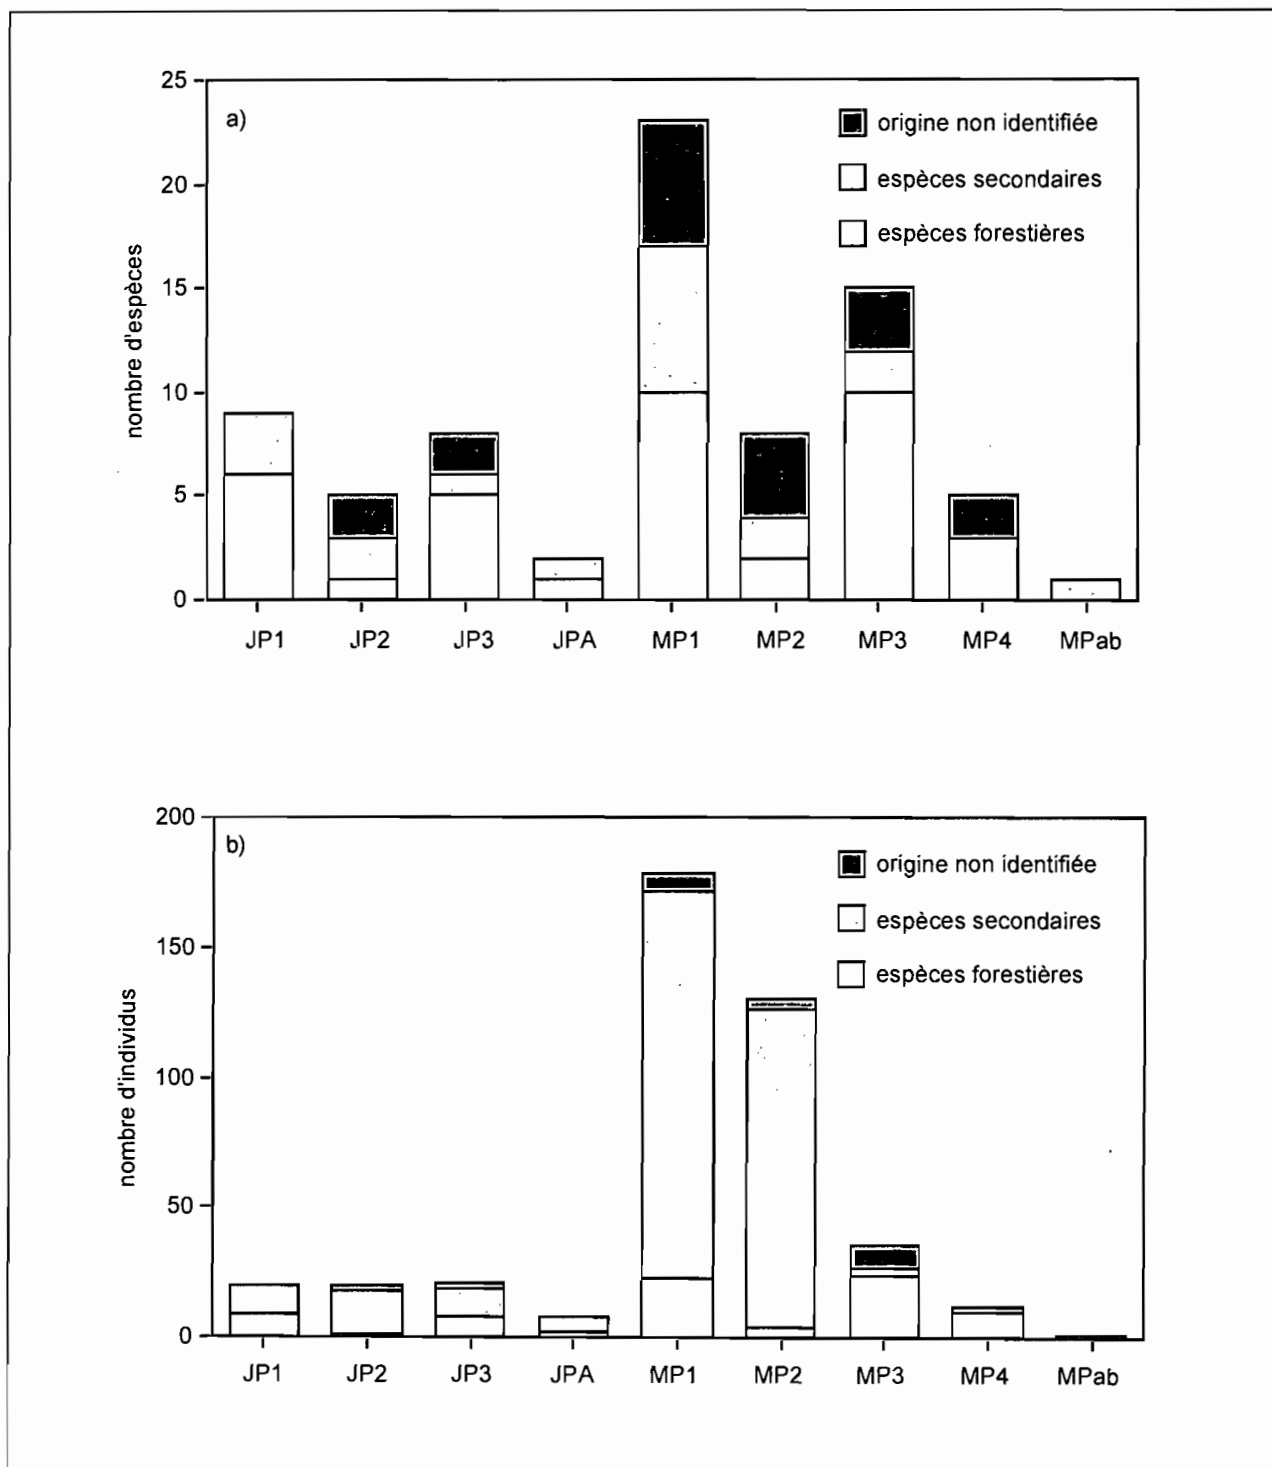 a)
origine non identifiée
espèces secondaires
espèces forestières
nombre d'espèces
25
20
15
10
5
0
JP1 JP2 JP3 JPA MP1 MP2 MP3 MP4 MPab
b)
origine non identifiée
espèces secondaires
espèces forestières
nombre d'individus
200
150
100
50
0
JP1 JP2 JP3 JPA MP1 MP2 MP3 MP4 MPab